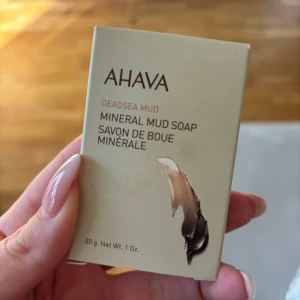 AHAVA
DEADSEA MUD
MINERAL MUD SOAP
SAVON DE BOUE
MINÉRALE
30 g. Net Wt. 1 Oz.